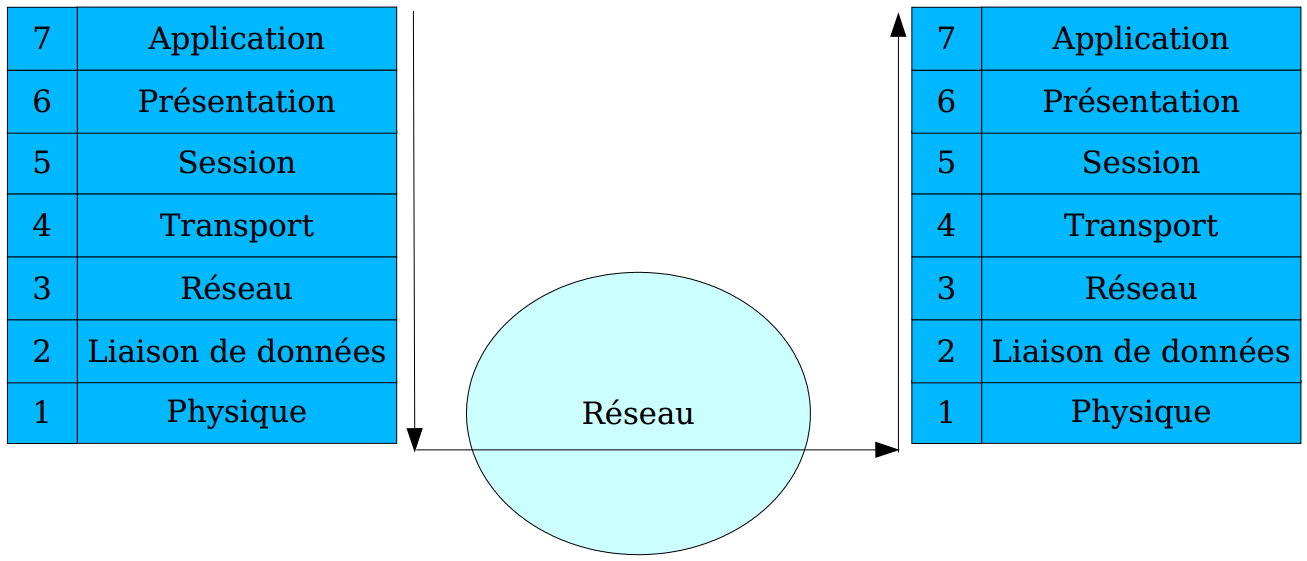 7 Application
6 Présentation
5 Session
4 Transport
3 Réseau
2 Liaison de données
1 Physique
Réseau
7 Application
6 Présentation
5 Session
4 Transport
3 Réseau
2 Liaison de données
1 Physique